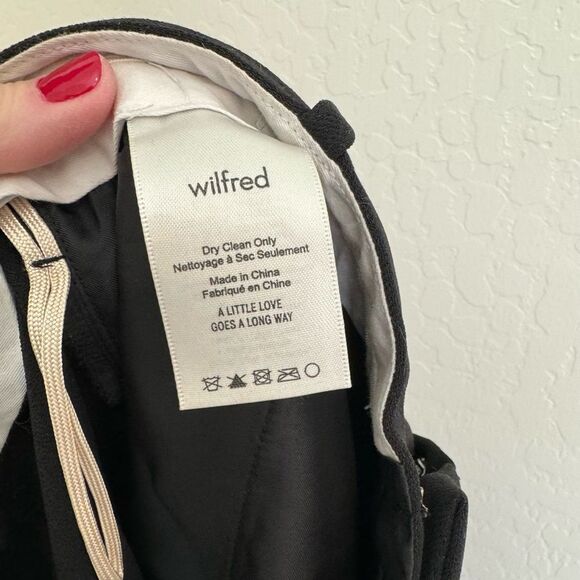 wilfred
Dry Clean Only
Nettoyage à Sec Seulement
Made in China
Fabriqué en Chine
A LITTLE LOVE
GOES A LONG WAY